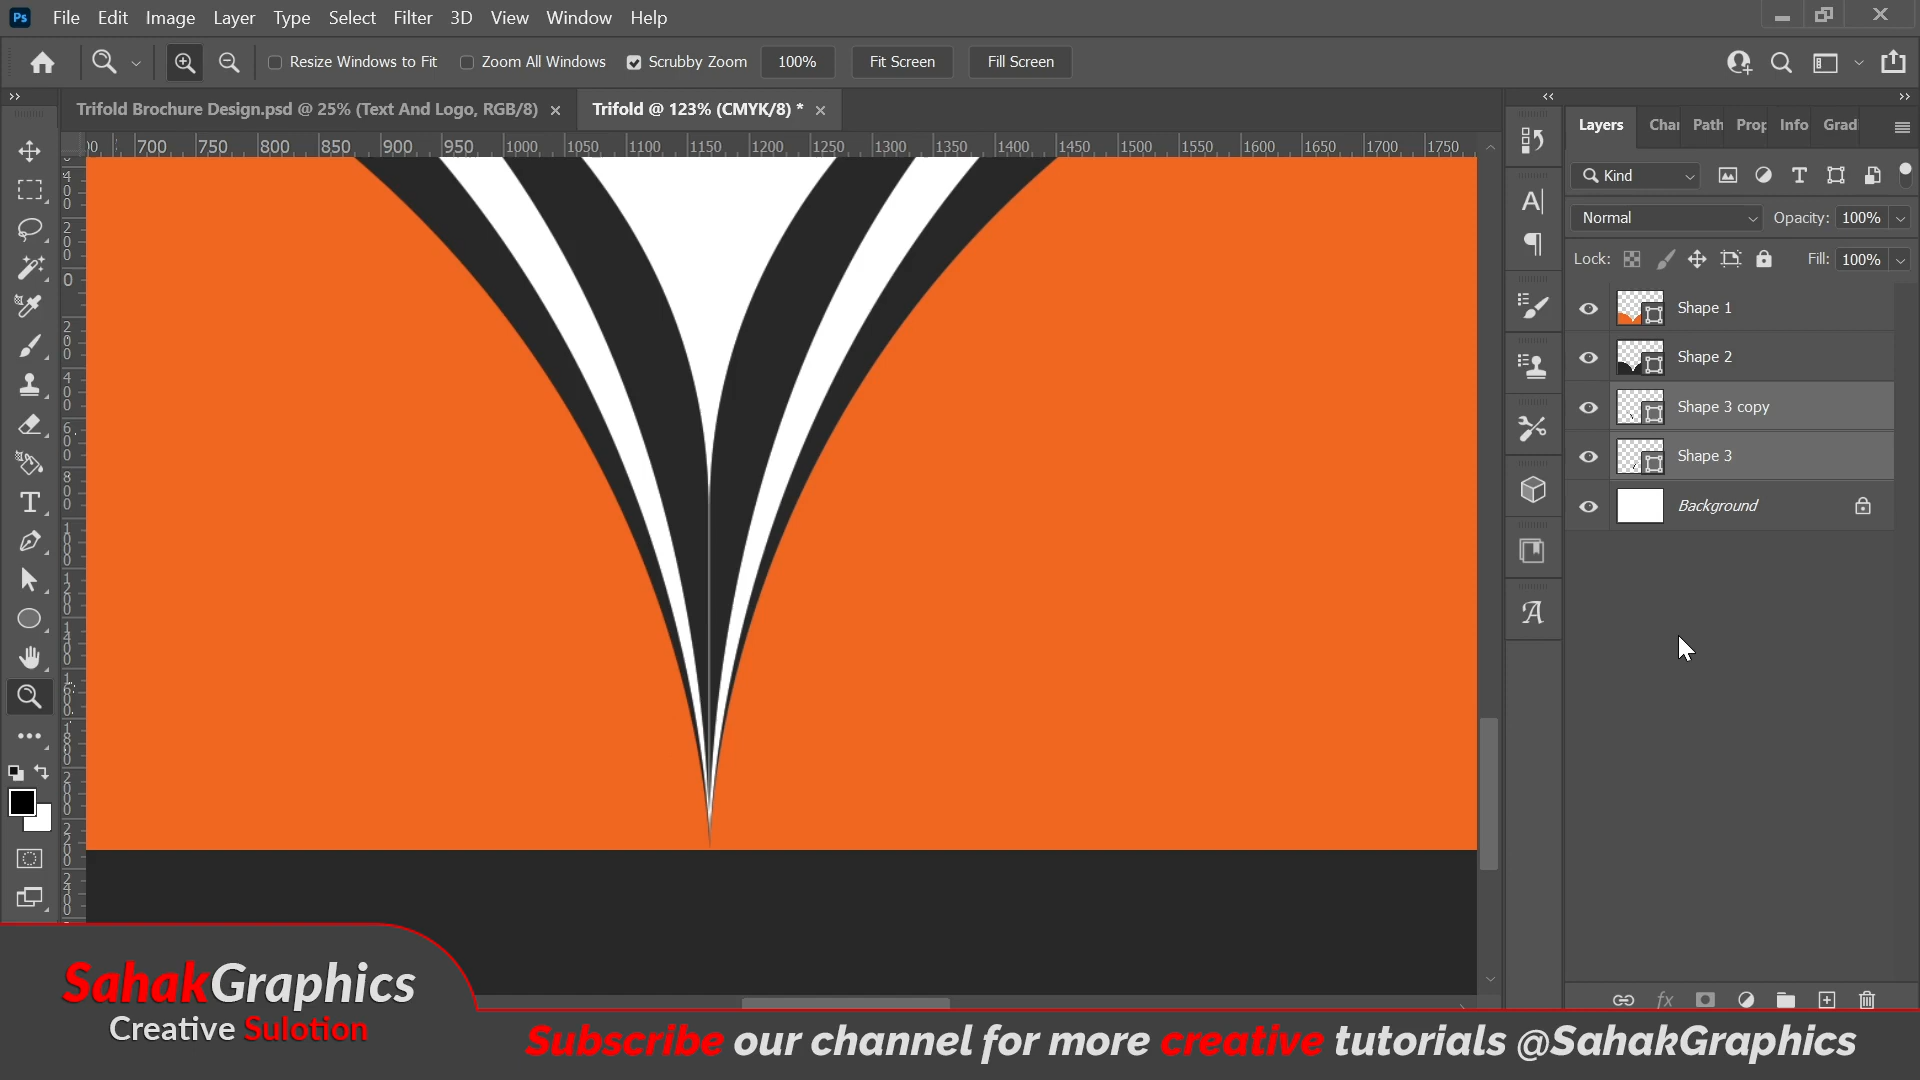 Ps File Edit Image Layer Type Select Filter 3D View Window Help
Resize Windows to Fit Zoom All Windows Scrubby Zoom 100% Fit Screen Fill Screen
Trifold Brochure Design.psd @ 25% (Text And Logo, RGB/8) × Trifold @ 123% (CMYK/8) * ×
700 750 800 850 900 950 1000 1050 1100 1150 1200 1250 1300 1350 1400 1450 1500 1550 1600 1650 1700 1750
Layers Char Path Prop Info Grad
Kind
Normal Opacity: 100%
Lock: Fill: 100%
Shape 1
Shape 2
Shape 3 copy
Shape 3
Background
SahakGraphics
Creative Sulotion
Subscribe our channel for more creative tutorials @SahakGraphics